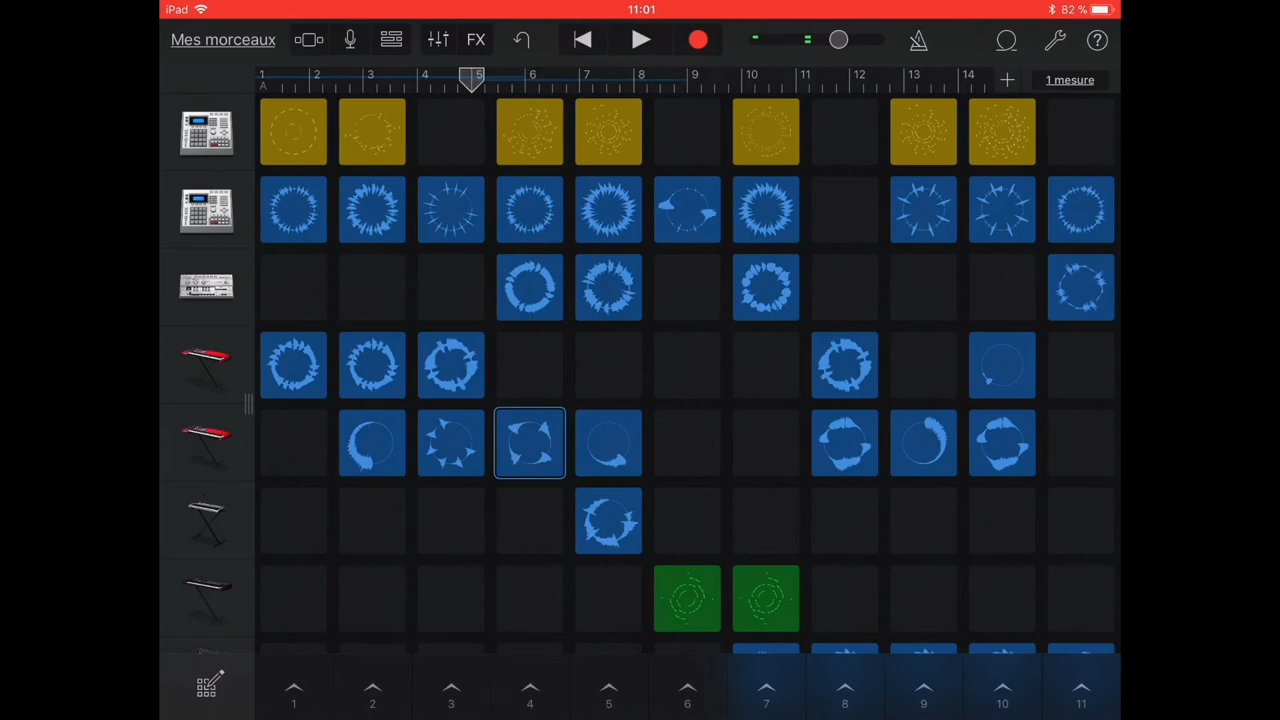 iPad 11:01 82 %
Mes morceaux FX
1 2 3 4 5 6 7 8 9 10 11 12 13 14 1 mesure
A
1 2 3 4 5 6 7 8 9 10 11